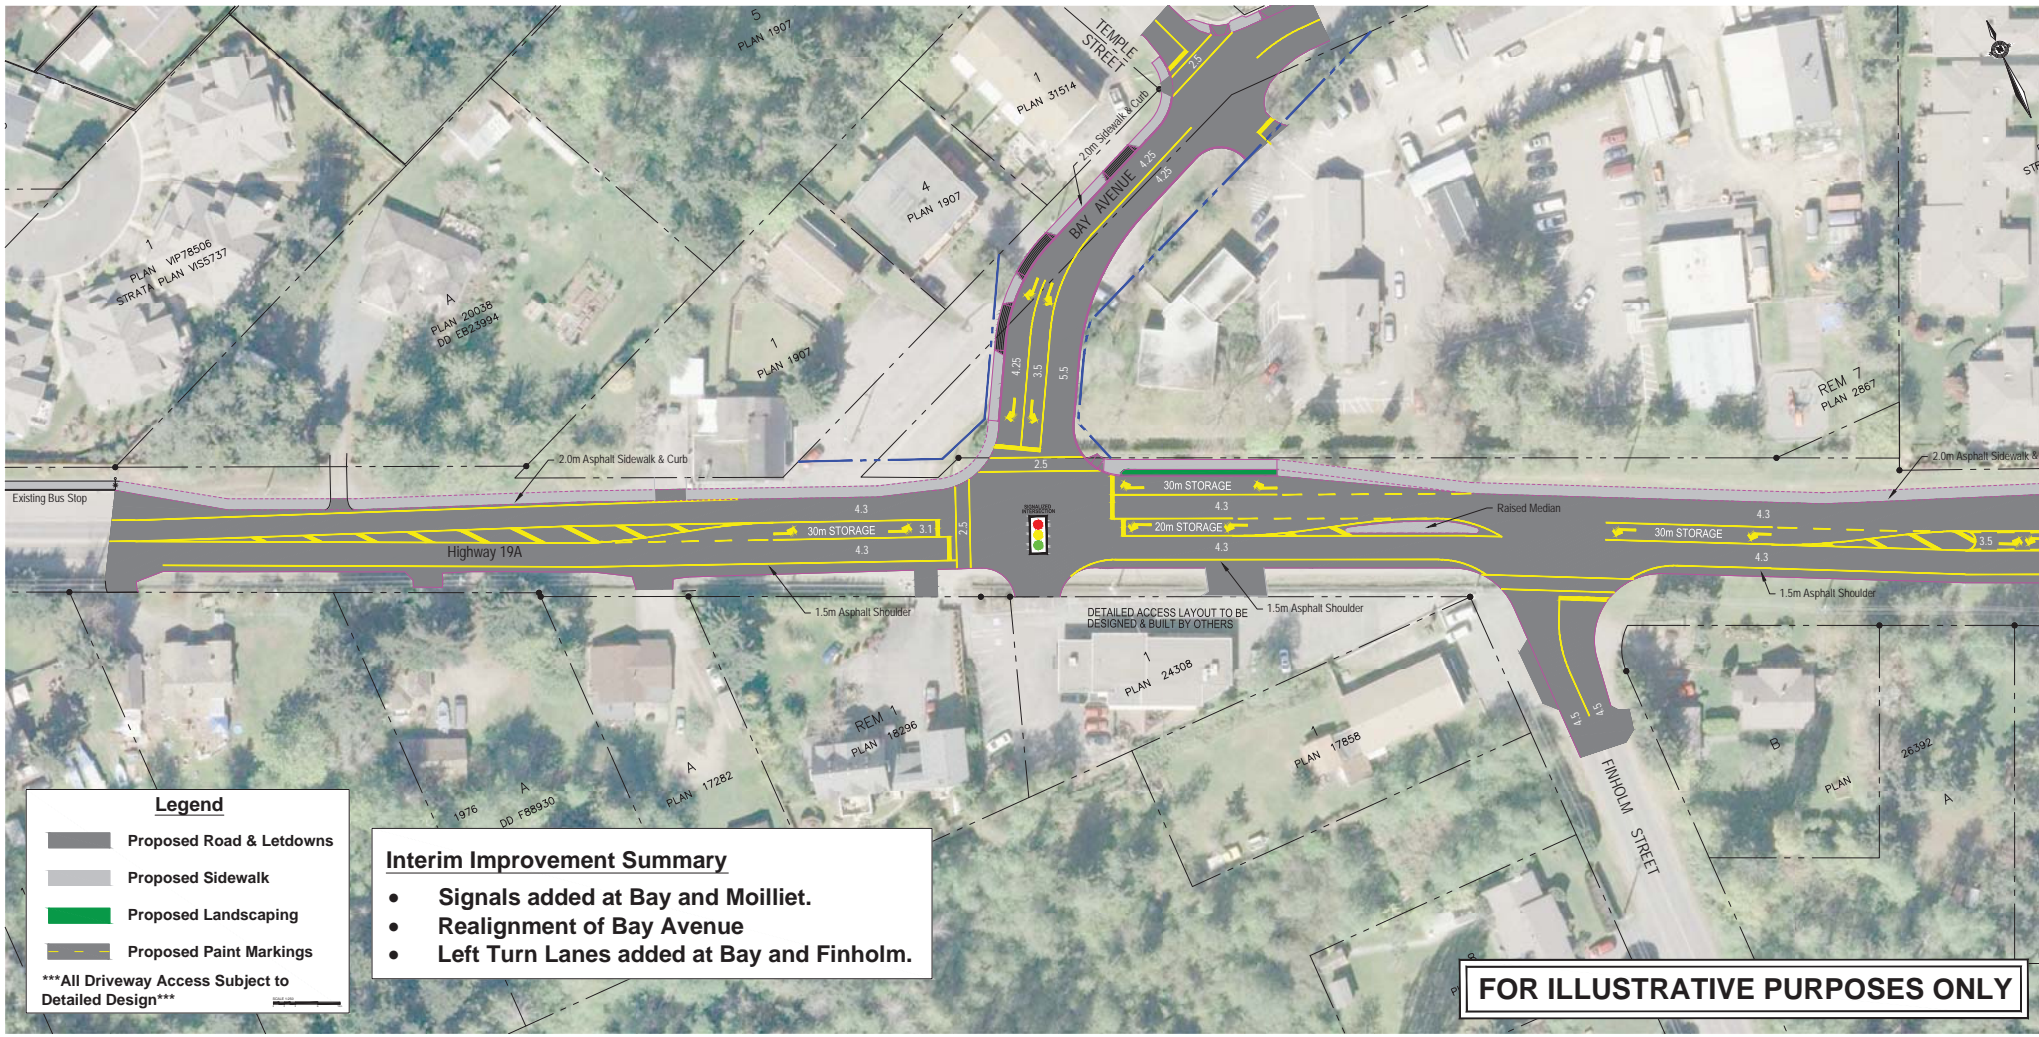 5
PLAN 1907
TEMPLE
STREET
1
PLAN 31514
2.0m Sidewalk & Curb
2.5
4.25
4.25
BAY AVENUE
4
PLAN 1907
1
PLAN VIP78506
STRATA PLAN VIS5737
A
PLAN 20038
DD EB23994
1
PLAN 1907
4.25
3.5
5.5
REM 7
PLAN 2867
2.0m Asphalt Sidewalk & Curb
2.0m Asphalt Sidewalk &
Existing Bus Stop
2.5
30m STORAGE
4.3
4.3
SIGNALIZED
INTERSECTION
Raised Median
4.3
30m STORAGE
3.1
2.5
20m STORAGE
30m STORAGE
3.5
Highway 19A
4.3
4.3
4.3
1.5m Asphalt Shoulder
1.5m Asphalt Shoulder
1.5m Asphalt Shoulder
DETAILED ACCESS LAYOUT TO BE
DESIGNED & BUILT BY OTHERS
1
PLAN 24308
REM 1
PLAN 18296
1
PLAN 17858
4.5
4.5
FINHOLM STREET
B
PLAN
26392
A
A
PLAN 17282
1976
A
DD F88930
Legend
Proposed Road & Letdowns
Proposed Sidewalk
Proposed Landscaping
Proposed Paint Markings
***All Driveway Access Subject to
Detailed Design***
Interim Improvement Summary
• Signals added at Bay and Moilliet.
• Realignment of Bay Avenue
• Left Turn Lanes added at Bay and Finholm.
FOR ILLUSTRATIVE PURPOSES ONLY